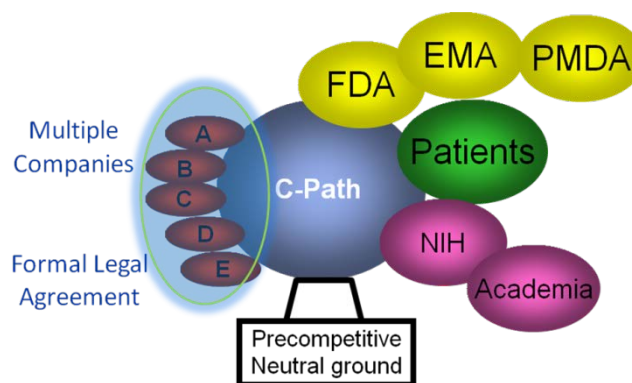 Multiple
Companies
A
B
C
D
E
Formal Legal
Agreement
C-Path
FDA
EMA
PMDA
Patients
NIH
Academia
Precompetitive
Neutral ground